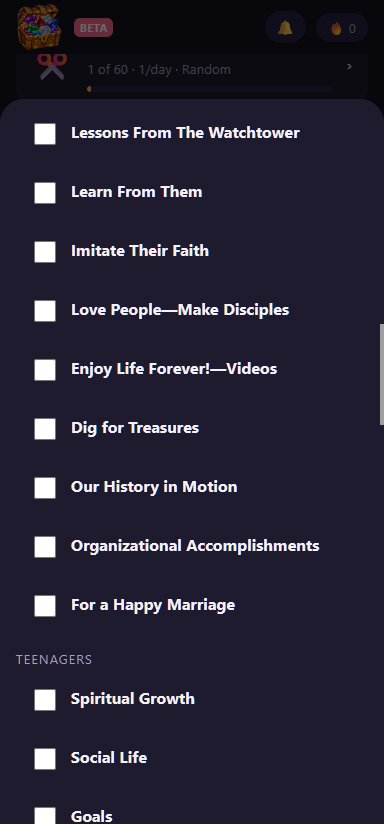 BETA
0
1 of 60 · 1/day · Random
Lessons From The Watchtower
Learn From Them
Imitate Their Faith
Love People—Make Disciples
Enjoy Life Forever!—Videos
Dig for Treasures
Our History in Motion
Organizational Accomplishments
For a Happy Marriage
TEENAGERS
Spiritual Growth
Social Life
Goals